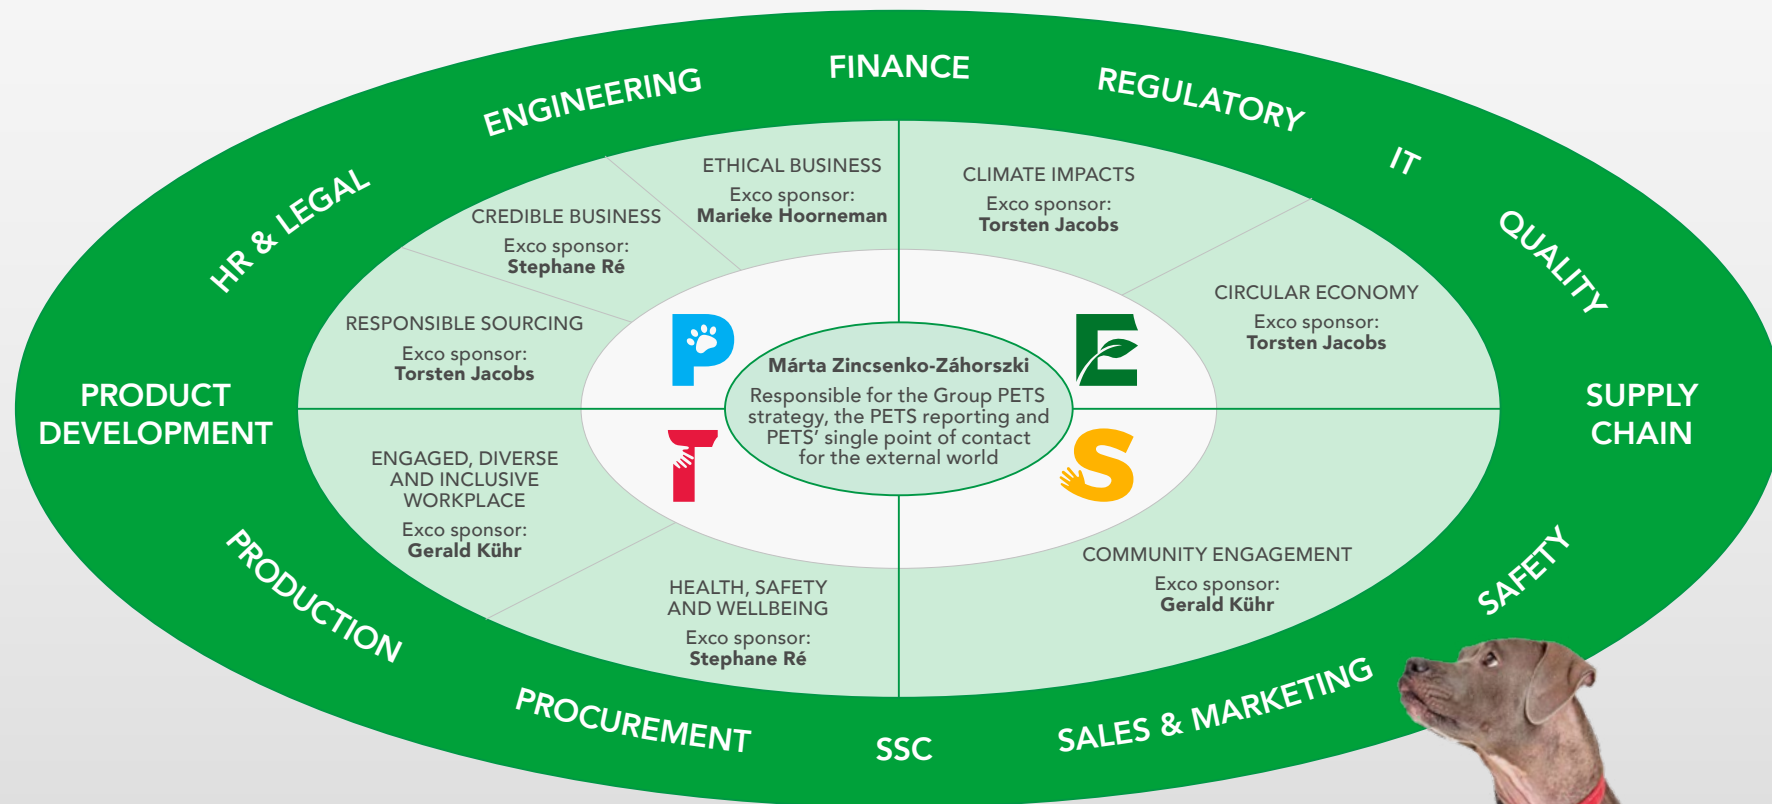 FINANCE
REGULATORY
IT
QUALITY
SUPPLY
CHAIN
SAFETY
SALES & MARKETING
SSC
PROCUREMENT
PRODUCTION
PRODUCT
DEVELOPMENT
HR & LEGAL
ENGINEERING
ETHICAL BUSINESS
Exco sponsor:
Marieke Hoorneman
CREDIBLE BUSINESS
Exco sponsor:
Stephane Ré
RESPONSIBLE SOURCING
Exco sponsor:
Torsten Jacobs
CLIMATE IMPACTS
Exco sponsor:
Torsten Jacobs
CIRCULAR ECONOMY
Exco sponsor:
Torsten Jacobs
P
E
Márta Zincsenko-Záhorszki
Responsible for the Group PETS
strategy, the PETS reporting and
PETS’ single point of contact
for the external world
T
S
ENGAGED, DIVERSE
AND INCLUSIVE
WORKPLACE
Exco sponsor:
Gerald Kühr
HEALTH, SAFETY
AND WELLBEING
Exco sponsor:
Stephane Ré
COMMUNITY ENGAGEMENT
Exco sponsor:
Gerald Kühr